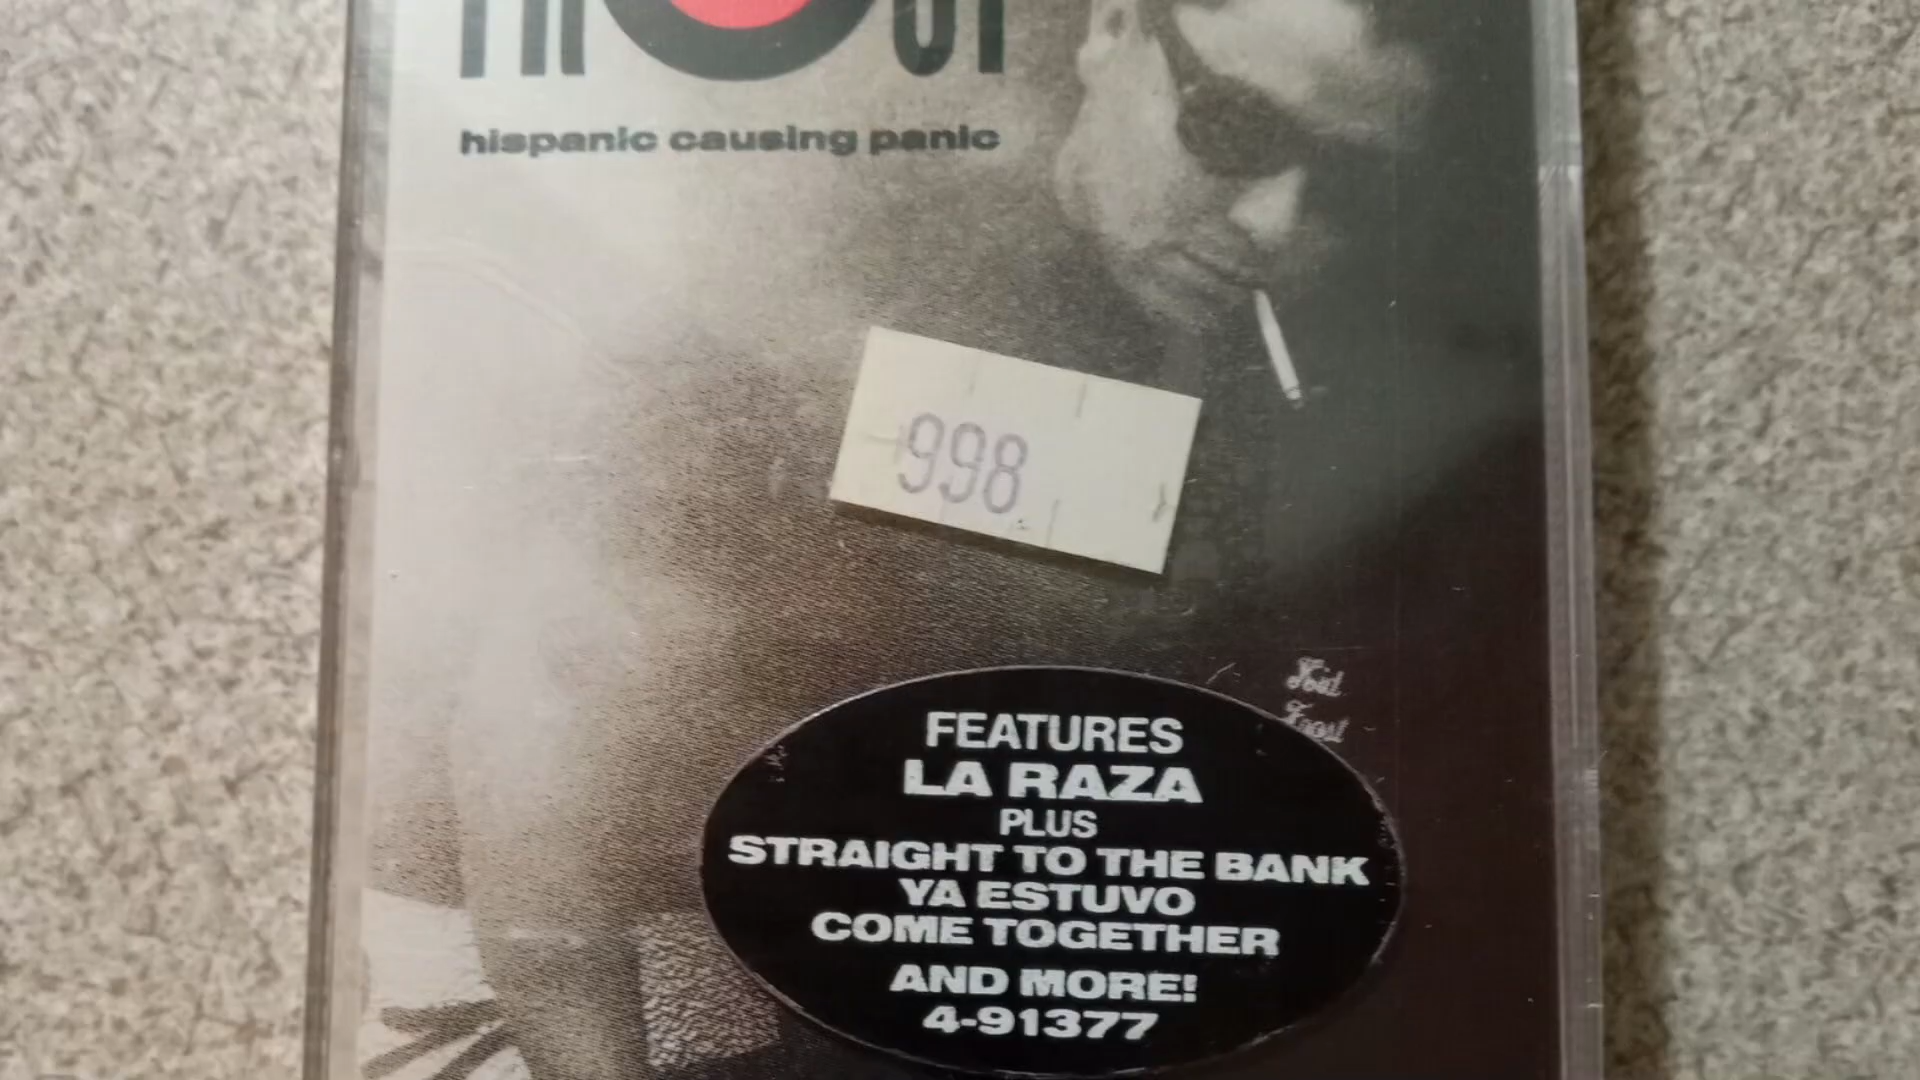 hispanic causing panic
998
FEATURES
LA RAZA
PLUS
STRAIGHT TO THE BANK
YA ESTUVO
COME TOGETHER
AND MORE!
4-91377